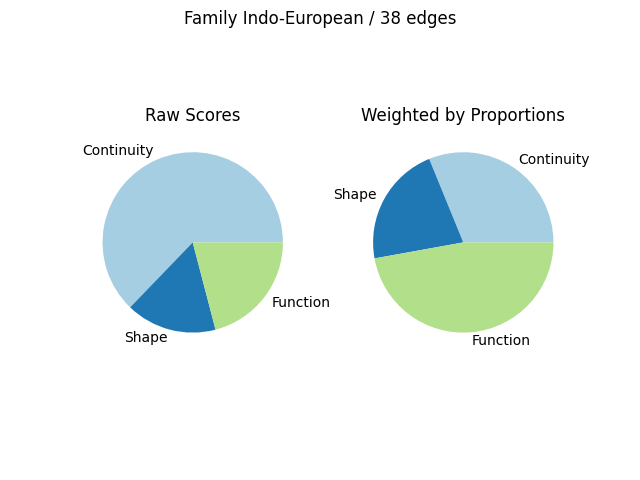 Family Indo-European / 38 edges
Raw Scores
Continuity
Shape
Function
Weighted by Proportions
Continuity
Shape
Function